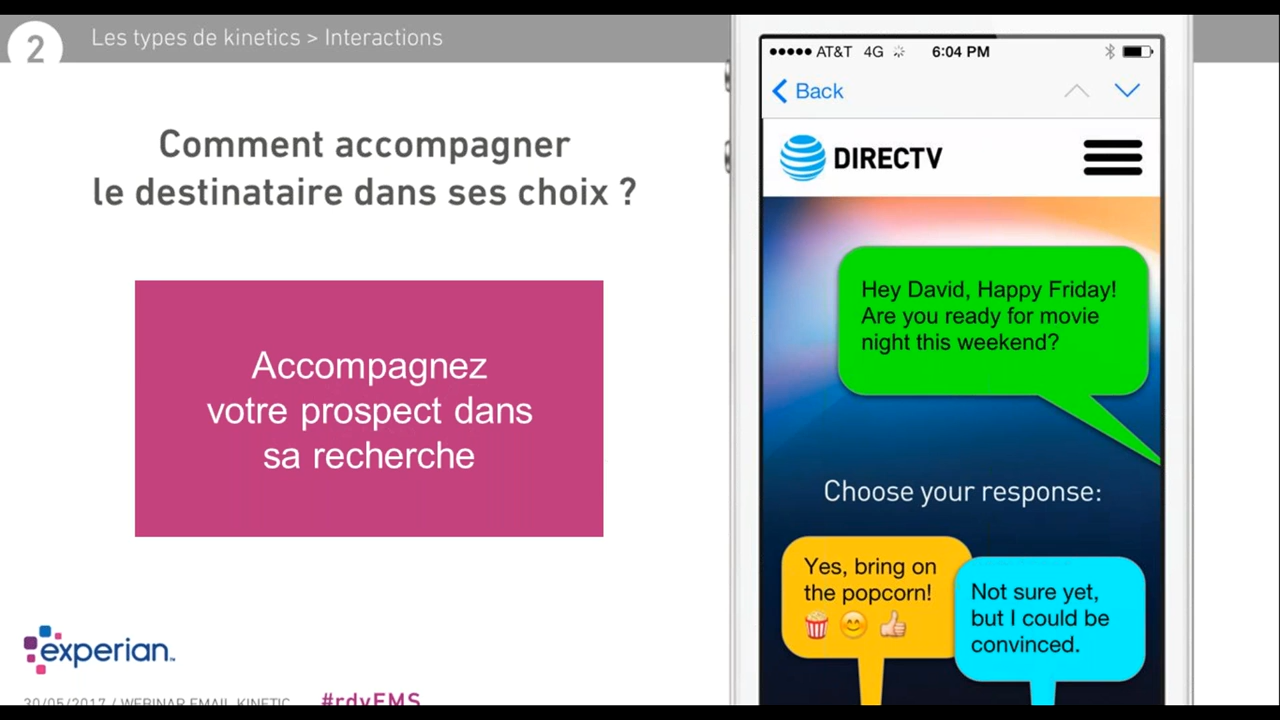 2
Les types de kinetics > Interactions
Comment accompagner
le destinataire dans ses choix ?
Accompagnez
votre prospect dans
sa recherche
experian
30/05/2017 / WEBINAR EMAIL KINETIC
#rdvEMS
AT&T 4G 6:04 PM
Back
DIRECTV
Hey David, Happy Friday!
Are you ready for movie
night this weekend?
Choose your response:
Yes, bring on
the popcorn!
Not sure yet,
but I could be
convinced.